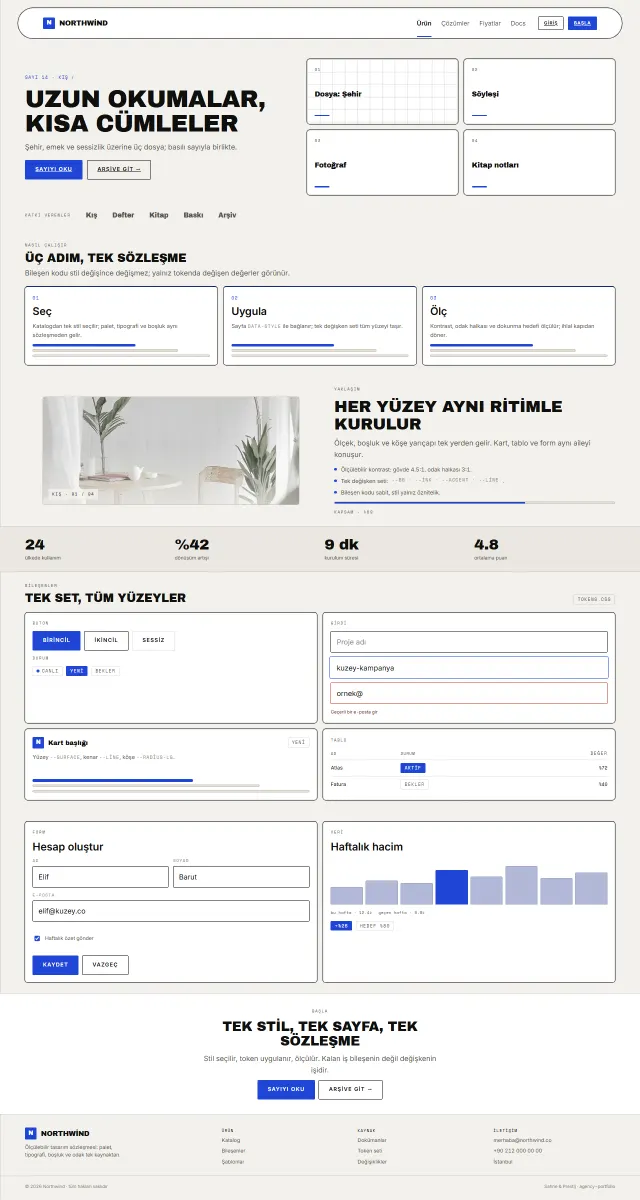 N NORTHWIND
Ürün Çözümler Fiyatlar Docs GİRİŞ BAŞLA
SAYI 14 · KIŞ
UZUN OKUMALAR,
KISA CÜMLELER
Şehir, emek ve sessizlik üzerine üç dosya; basılı sayıyla birlikte.
SAYIYI OKU ARŞİVE GİT →
01
Dosya: Şehir
02
Söyleşi
03
Fotoğraf
04
Kitap notları
KATKI VERENLER Kış Defter Kitap Baskı Arşiv
NASIL ÇALIŞIR
ÜÇ ADIM, TEK SÖZLEŞME
Bileşen kodu stil değişince değişmez; yalnız tokenda değişen değerler görünür.
01
Seç
Katalogdan tek stil seçilir; palet, tipografi ve boşluk aynı
sözleşmeden gelir.
02
Uygula
Sayfa DATA-STYLE ile bağlanır; tek değişken seti tüm yüzeyi taşır.
03
Ölç
Kontrast, odak halkası ve dokunma hedefi ölçülür; ihlal kapıdan
döner.
KIŞ · 01 / 04
YAKLAŞIM
HER YÜZEY AYNI RİTİMLE
KURULUR
Ölçek, boşluk ve köşe yarıçapı tek yerden gelir. Kart, tablo ve form aynı aileyi
konuşur.
Ölçülebilir kontrast: gövde 4.5:1, odak halkası 3:1.
Tek değişken seti: --BG --INK --ACCENT --LINE .
Bileşen kodu sabit, stil yalnız öznitelik.
KAPSAM
24
ülkede kullanım
%42
dönüşüm artışı
9 dk
kurulum süresi
4.8
ortalama puan
BİLEŞENLER
TEK SET, TÜM YÜZEYLER
TOKENS.CSS
BUTON
BİRİNCİL İKİNCİL SESSİZ
DURUM
CANLI YENİ BEKLER
GİRDİ
Proje adı
kuzey-kampanya
ornek@
Geçerli bir e-posta gir
N Kart başlığı YENİ
Yüzey --SURFACE, kenar --LINE, köşe --RADIUS-LG.
TABLO
AD DURUM DEĞER
Atlas AKTİF %72
Fatura BEKLER %40
FORM
Hesap oluştur
AD SOYAD
Elif Barut
E-POSTA
elif@kuzey.co
Haftalık özet gönder
KAYDET VAZGEÇ
VERİ
Haftalık hacim
bu hafta · 12.4k geçen hafta · 9.8k
HEDEF %80
BAŞLA
TEK STİL, TEK SAYFA, TEK
SÖZLEŞME
Stil seçilir, token uygulanır, ölçülür. Kalan iş bileşenin değil değişkenin
işidir.
SAYIYI OKU ARŞİVE GİT →
N NORTHWIND
Ölçülebilir tasarım sözleşmesi: palet,
tipografi, boşluk ve odak tek kaynaktan.
ÜRÜN
Katalog
Bileşenler
Şablonlar
KAYNAK
Dokümanlar
Token seti
Değişiklikler
İLETİŞİM
merhaba@northwind.co
+90 212 000 00 00
İstanbul
© 2026 Northwind · tüm hakları saklıdır